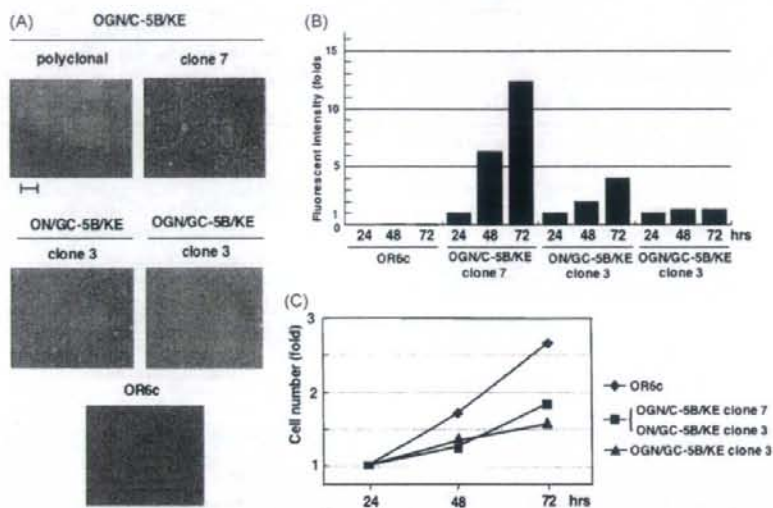 (A)
OGN/C-5B/KE
polyclonal clone 7
ON/GC-5B/KE OGN/GC-5B/KE
clone 3 clone 3
OR6c
(B)
Fluorescent intensity (folds
15
10
5
1
0
24 48 72 24 48 72 24 48 72 24 48 72 hrs
OR6c OGN/C-5B/KE ON/GC-5B/KE OGN/GC-5B/KE
clone 7 clone 3 clone 3
(C)
Cell number (fold)
3
2
1
24 48 72 hrs
OR6c
OGN/C-5B/KE clone 7
ON/GC-5B/KE clone 3
OGN/GC-5B/KE clone 3